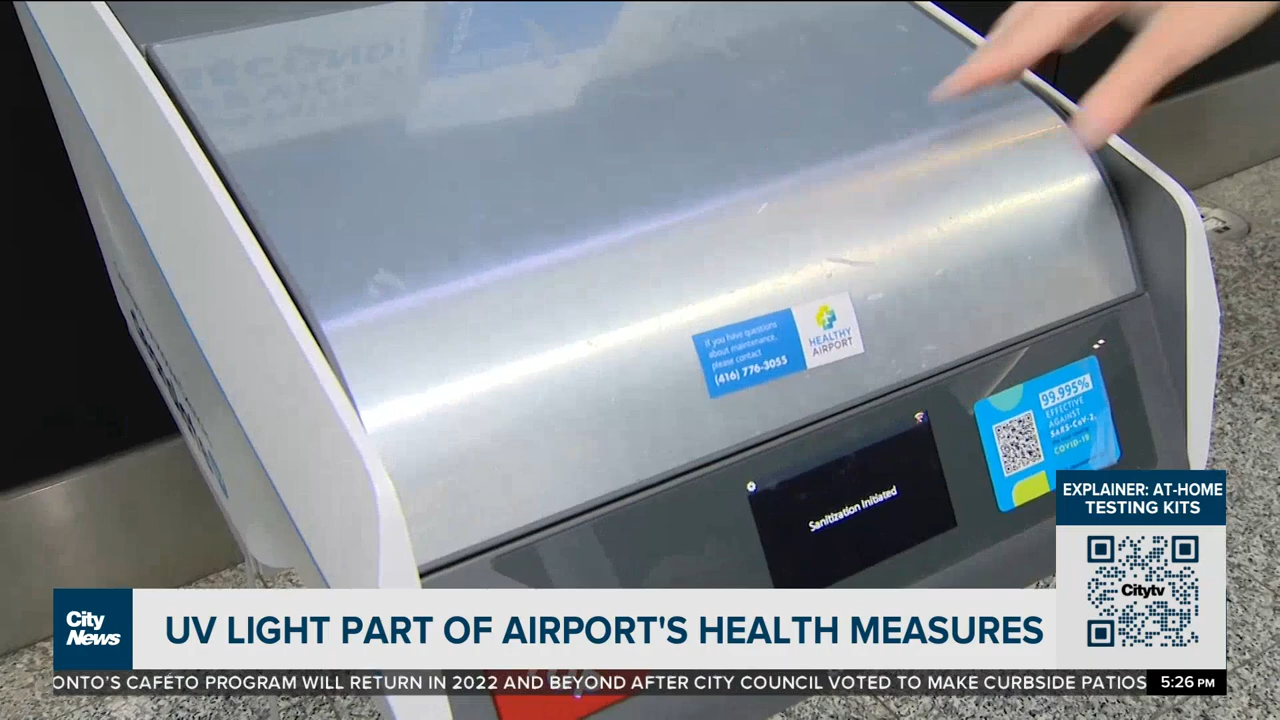 If you have questions
about maintenance,
please contact
(416) 776-3055
HEALTHY
AIRPORT
99.995%
EFFECTIVE
AGAINST
SARS-CoV-2,
COVID-19
Sanitization Initiated
EXPLAINER: AT-HOME
TESTING KITS
Citytv
City
News
UV LIGHT PART OF AIRPORT'S HEALTH MEASURES
ONTO'S CAFÉTO PROGRAM WILL RETURN IN 2022 AND BEYOND AFTER CITY COUNCIL VOTED TO MAKE CURBSIDE PATIOS
5:26 PM